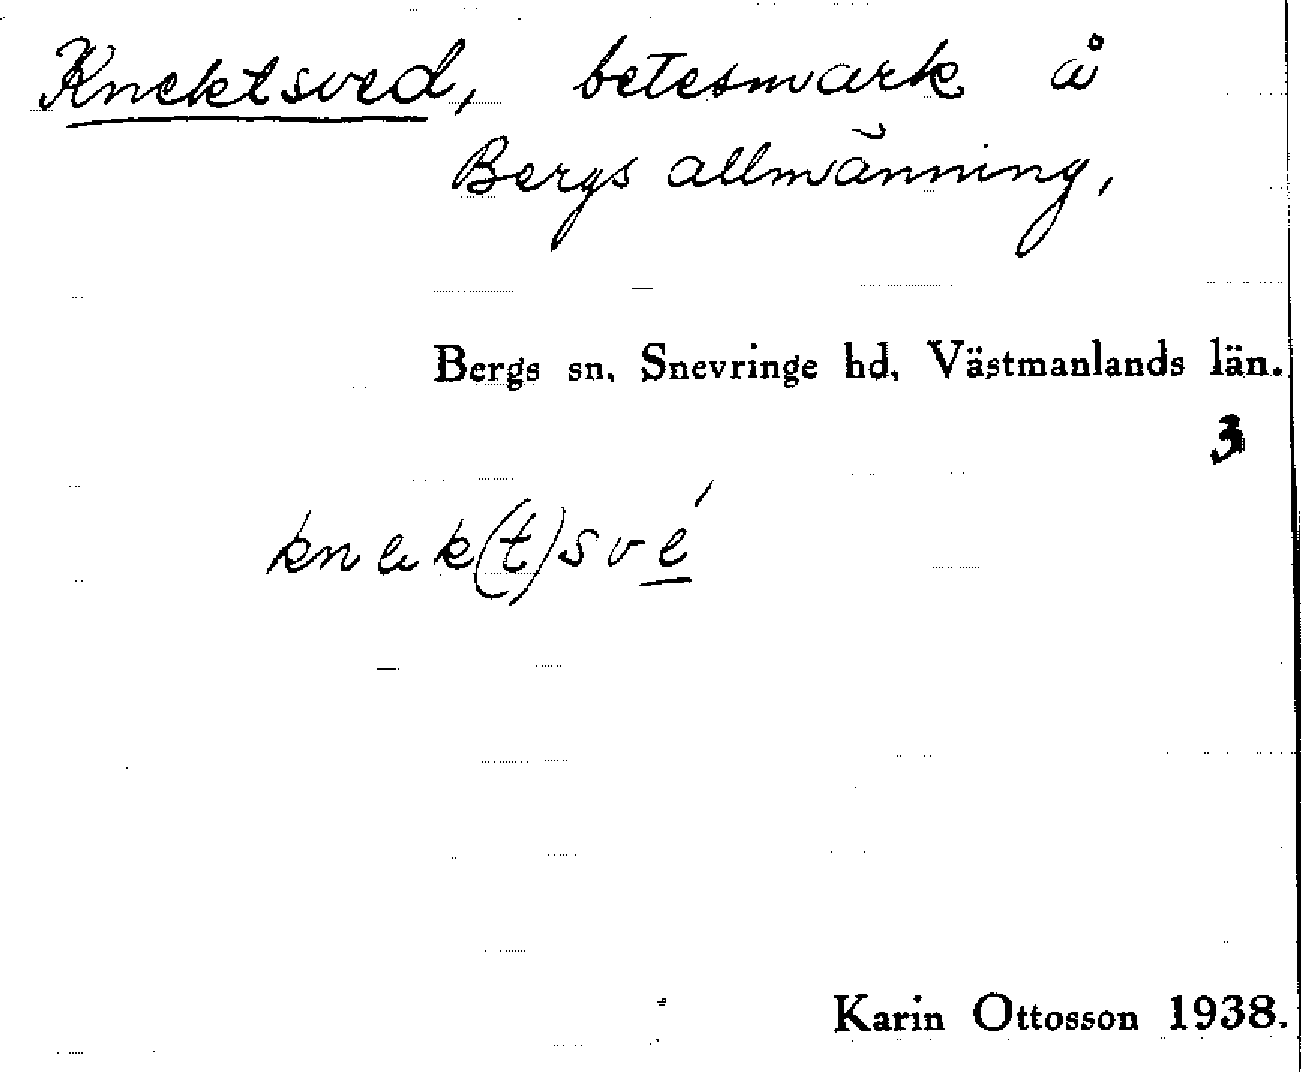 Knektsved, betesmark å
Bergs allmänning,
Bergs sn, Snevringe hd, Västmanlands län.
3
knek(t)své
Karin Ottosson 1938.